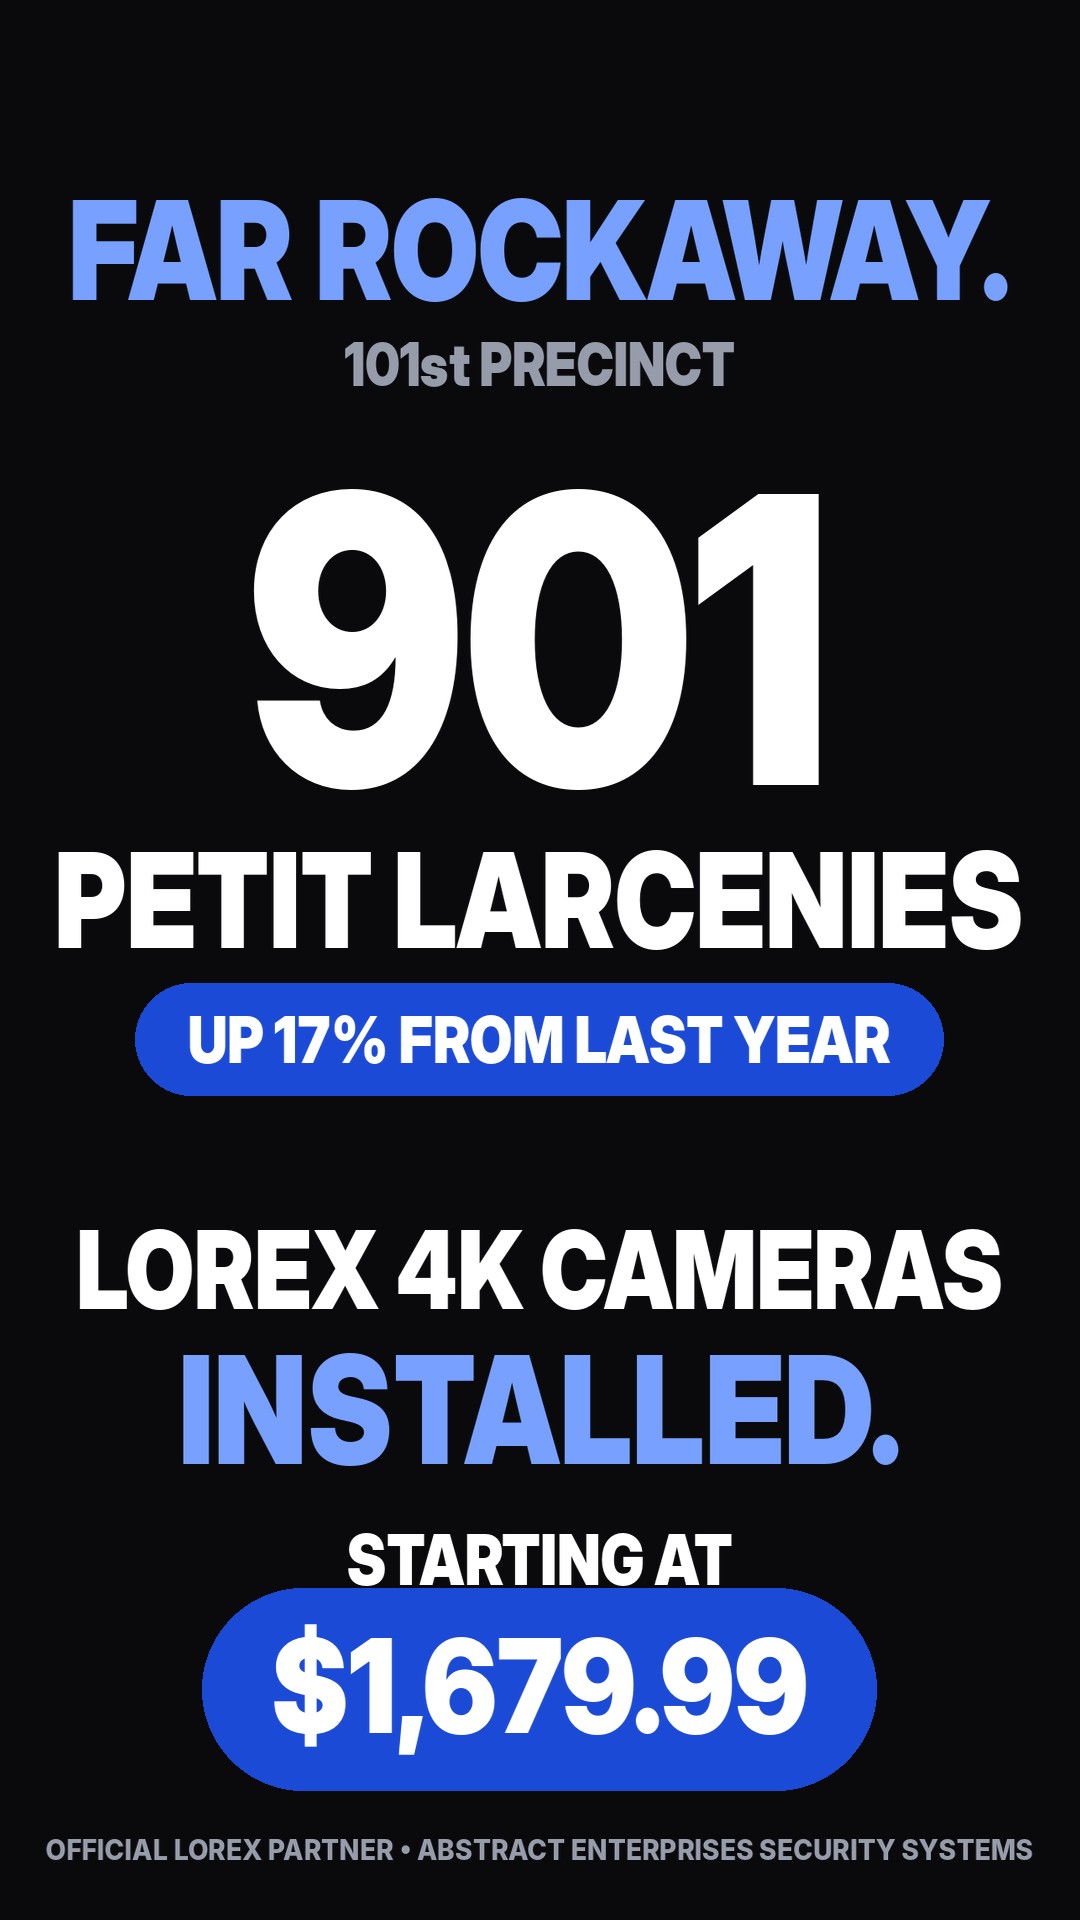 FAR ROCKAWAY.
101st PRECINCT
901
PETIT LARCENIES
UP 17% FROM LAST YEAR
LOREX 4K CAMERAS
INSTALLED.
STARTING AT
$1,679.99
OFFICIAL LOREX PARTNER • ABSTRACT ENTERPRISES SECURITY SYSTEMS